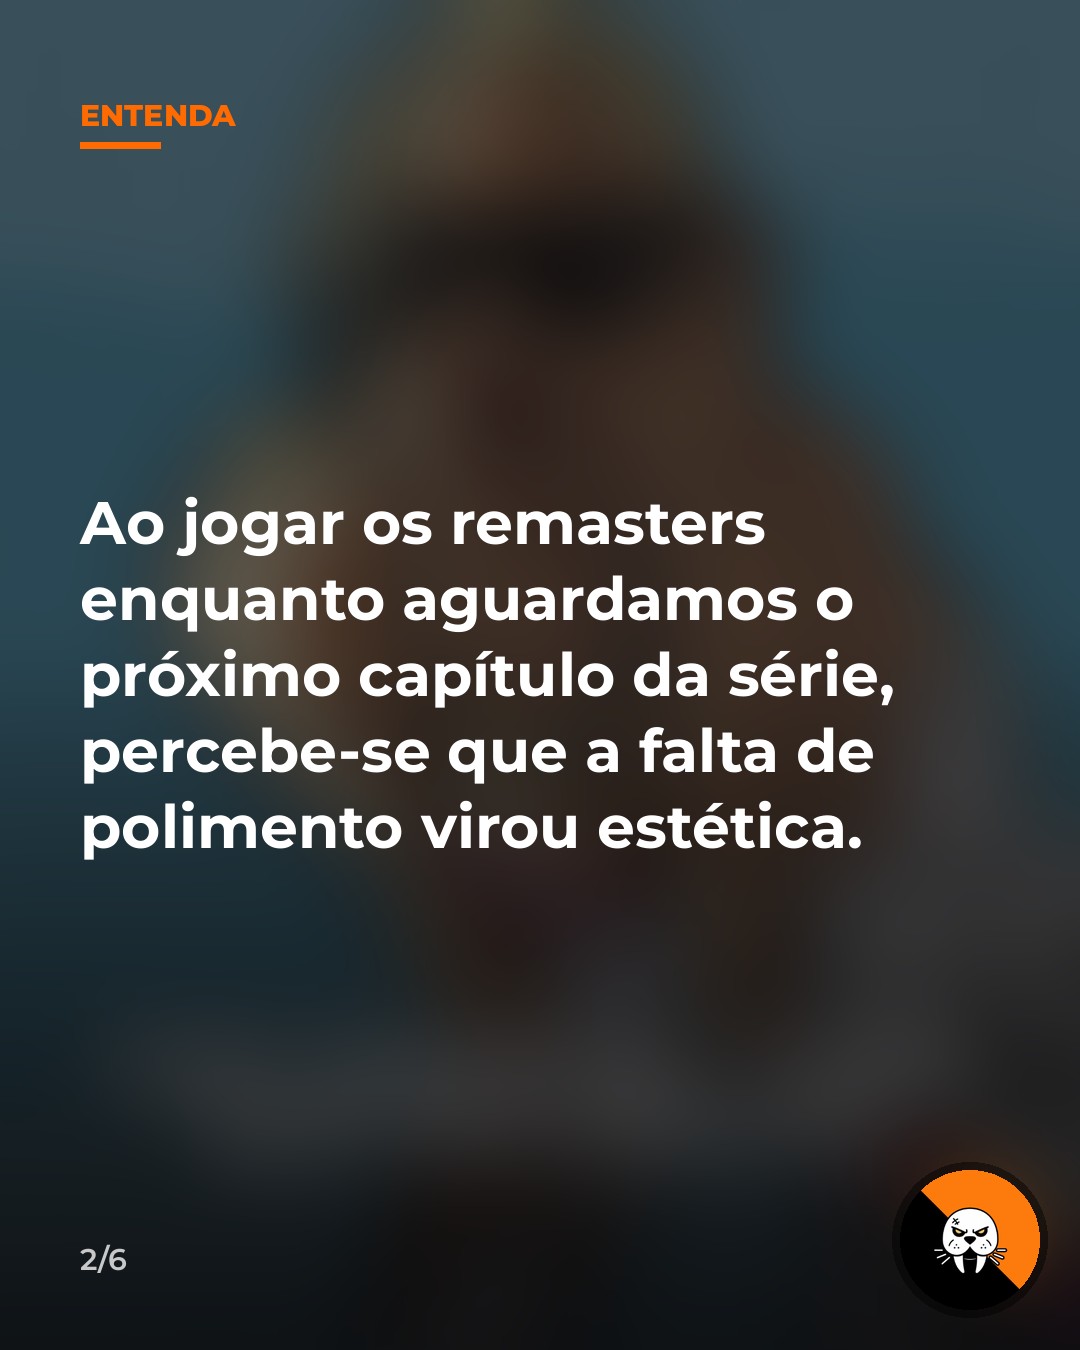 ENTENDA
Ao jogar os remasters
enquanto aguardamos o
próximo capítulo da série,
percebe-se que a falta de
polimento virou estética.
2/6